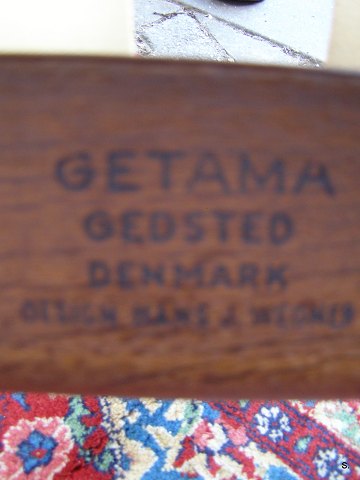 GETAMA
GEDSTED
DENMARK
DESIGN HANS J. WEGNER
S.